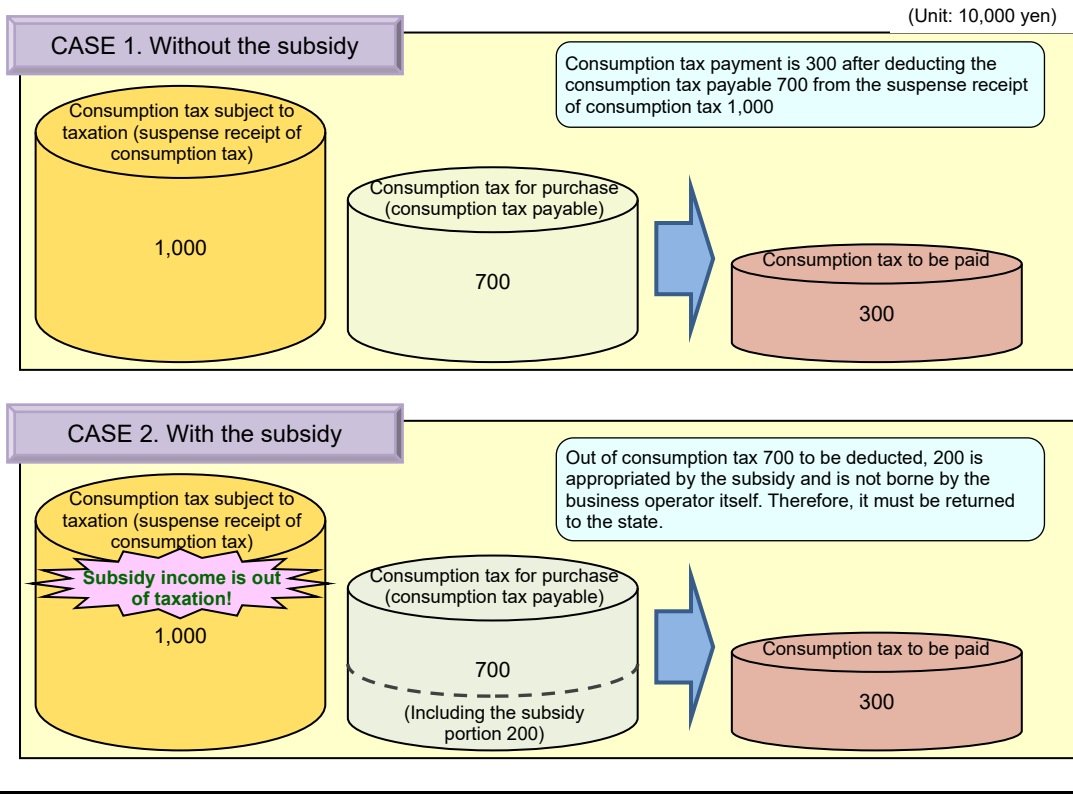 (Unit: 10,000 yen)
CASE 1. Without the subsidy
Consumption tax payment is 300 after deducting the
consumption tax payable 700 from the suspense receipt
of consumption tax 1,000
Consumption tax subject to
taxation (suspense receipt of
consumption tax)
1,000
Consumption tax for purchase
(consumption tax payable)
700
Consumption tax to be paid
300
CASE 2. With the subsidy
Out of consumption tax 700 to be deducted, 200 is
appropriated by the subsidy and is not borne by the
business operator itself. Therefore, it must be returned
to the state.
Consumption tax subject to
taxation (suspense receipt of
consumption tax)
Subsidy income is out
of taxation!
1,000
Consumption tax for purchase
(consumption tax payable)
700
(Including the subsidy
portion 200)
Consumption tax to be paid
300